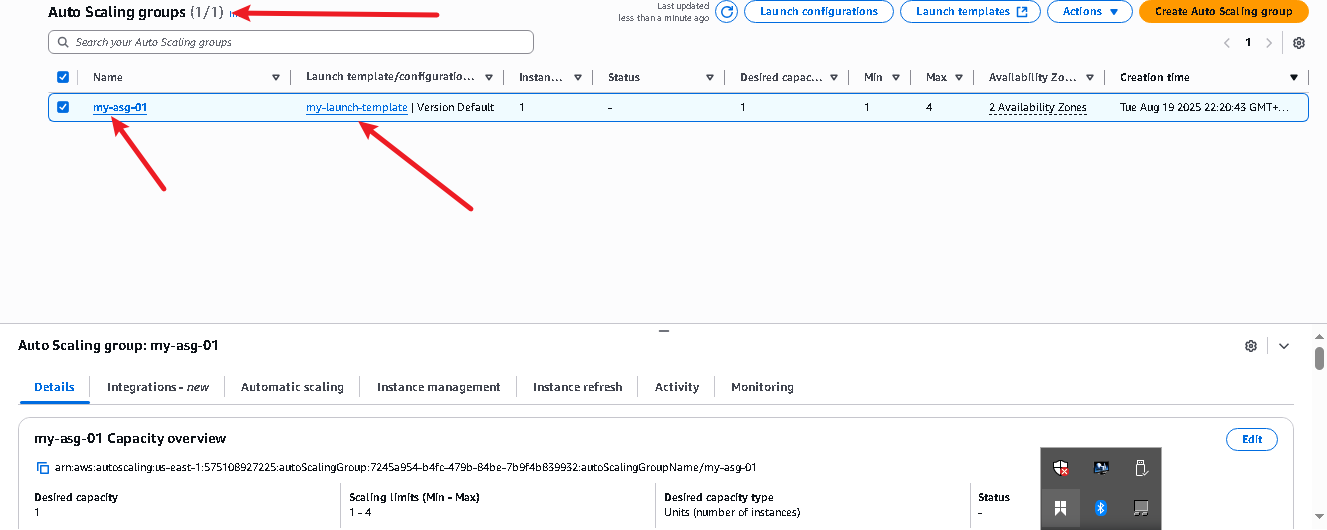 Auto Scaling groups (1/1)
Last updated
less than a minute ago
Launch configurations
Launch templates
Actions
Create Auto Scaling group
Search your Auto Scaling groups
1
Name
Launch template/configuratio...
Instan...
Status
Desired capac...
Min
Max
Availability Zo...
Creation time
my-asg-01
my-launch-template | Version Default
1
-
1
1
4
2 Availability Zones
Tue Aug 19 2025 22:20:43 GMT+...
Auto Scaling group: my-asg-01
Details
Integrations - new
Automatic scaling
Instance management
Instance refresh
Activity
Monitoring
my-asg-01 Capacity overview
Edit
arn:aws:autoscaling:us-east-1:575108927225:autoScalingGroup:7245a954-b4fc-479b-84be-7b9f4b839932:autoScalingGroupName/my-asg-01
Desired capacity
1
Scaling limits (Min - Max)
1 - 4
Desired capacity type
Units (number of instances)
Status
-